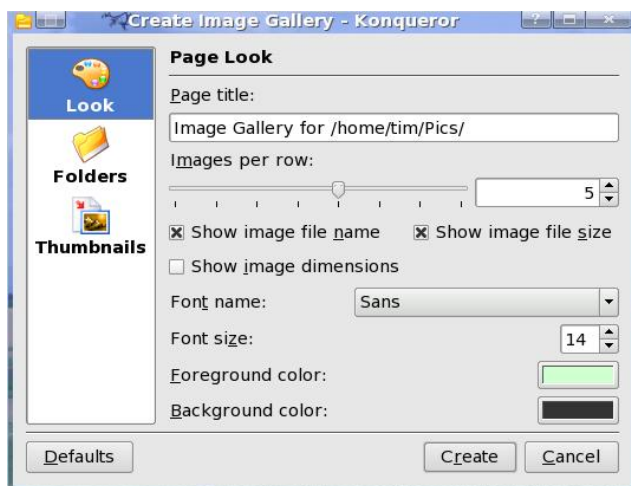 Create Image Gallery - Konqueror
Look
Folders
Thumbnails
Page Look
Page title:
Image Gallery for /home/tim/Pics/
Images per row:
5
Show image file name
Show image file size
Show image dimensions
Font name:
Sans
Font size:
14
Foreground color:
Background color:
Defaults
Create
Cancel